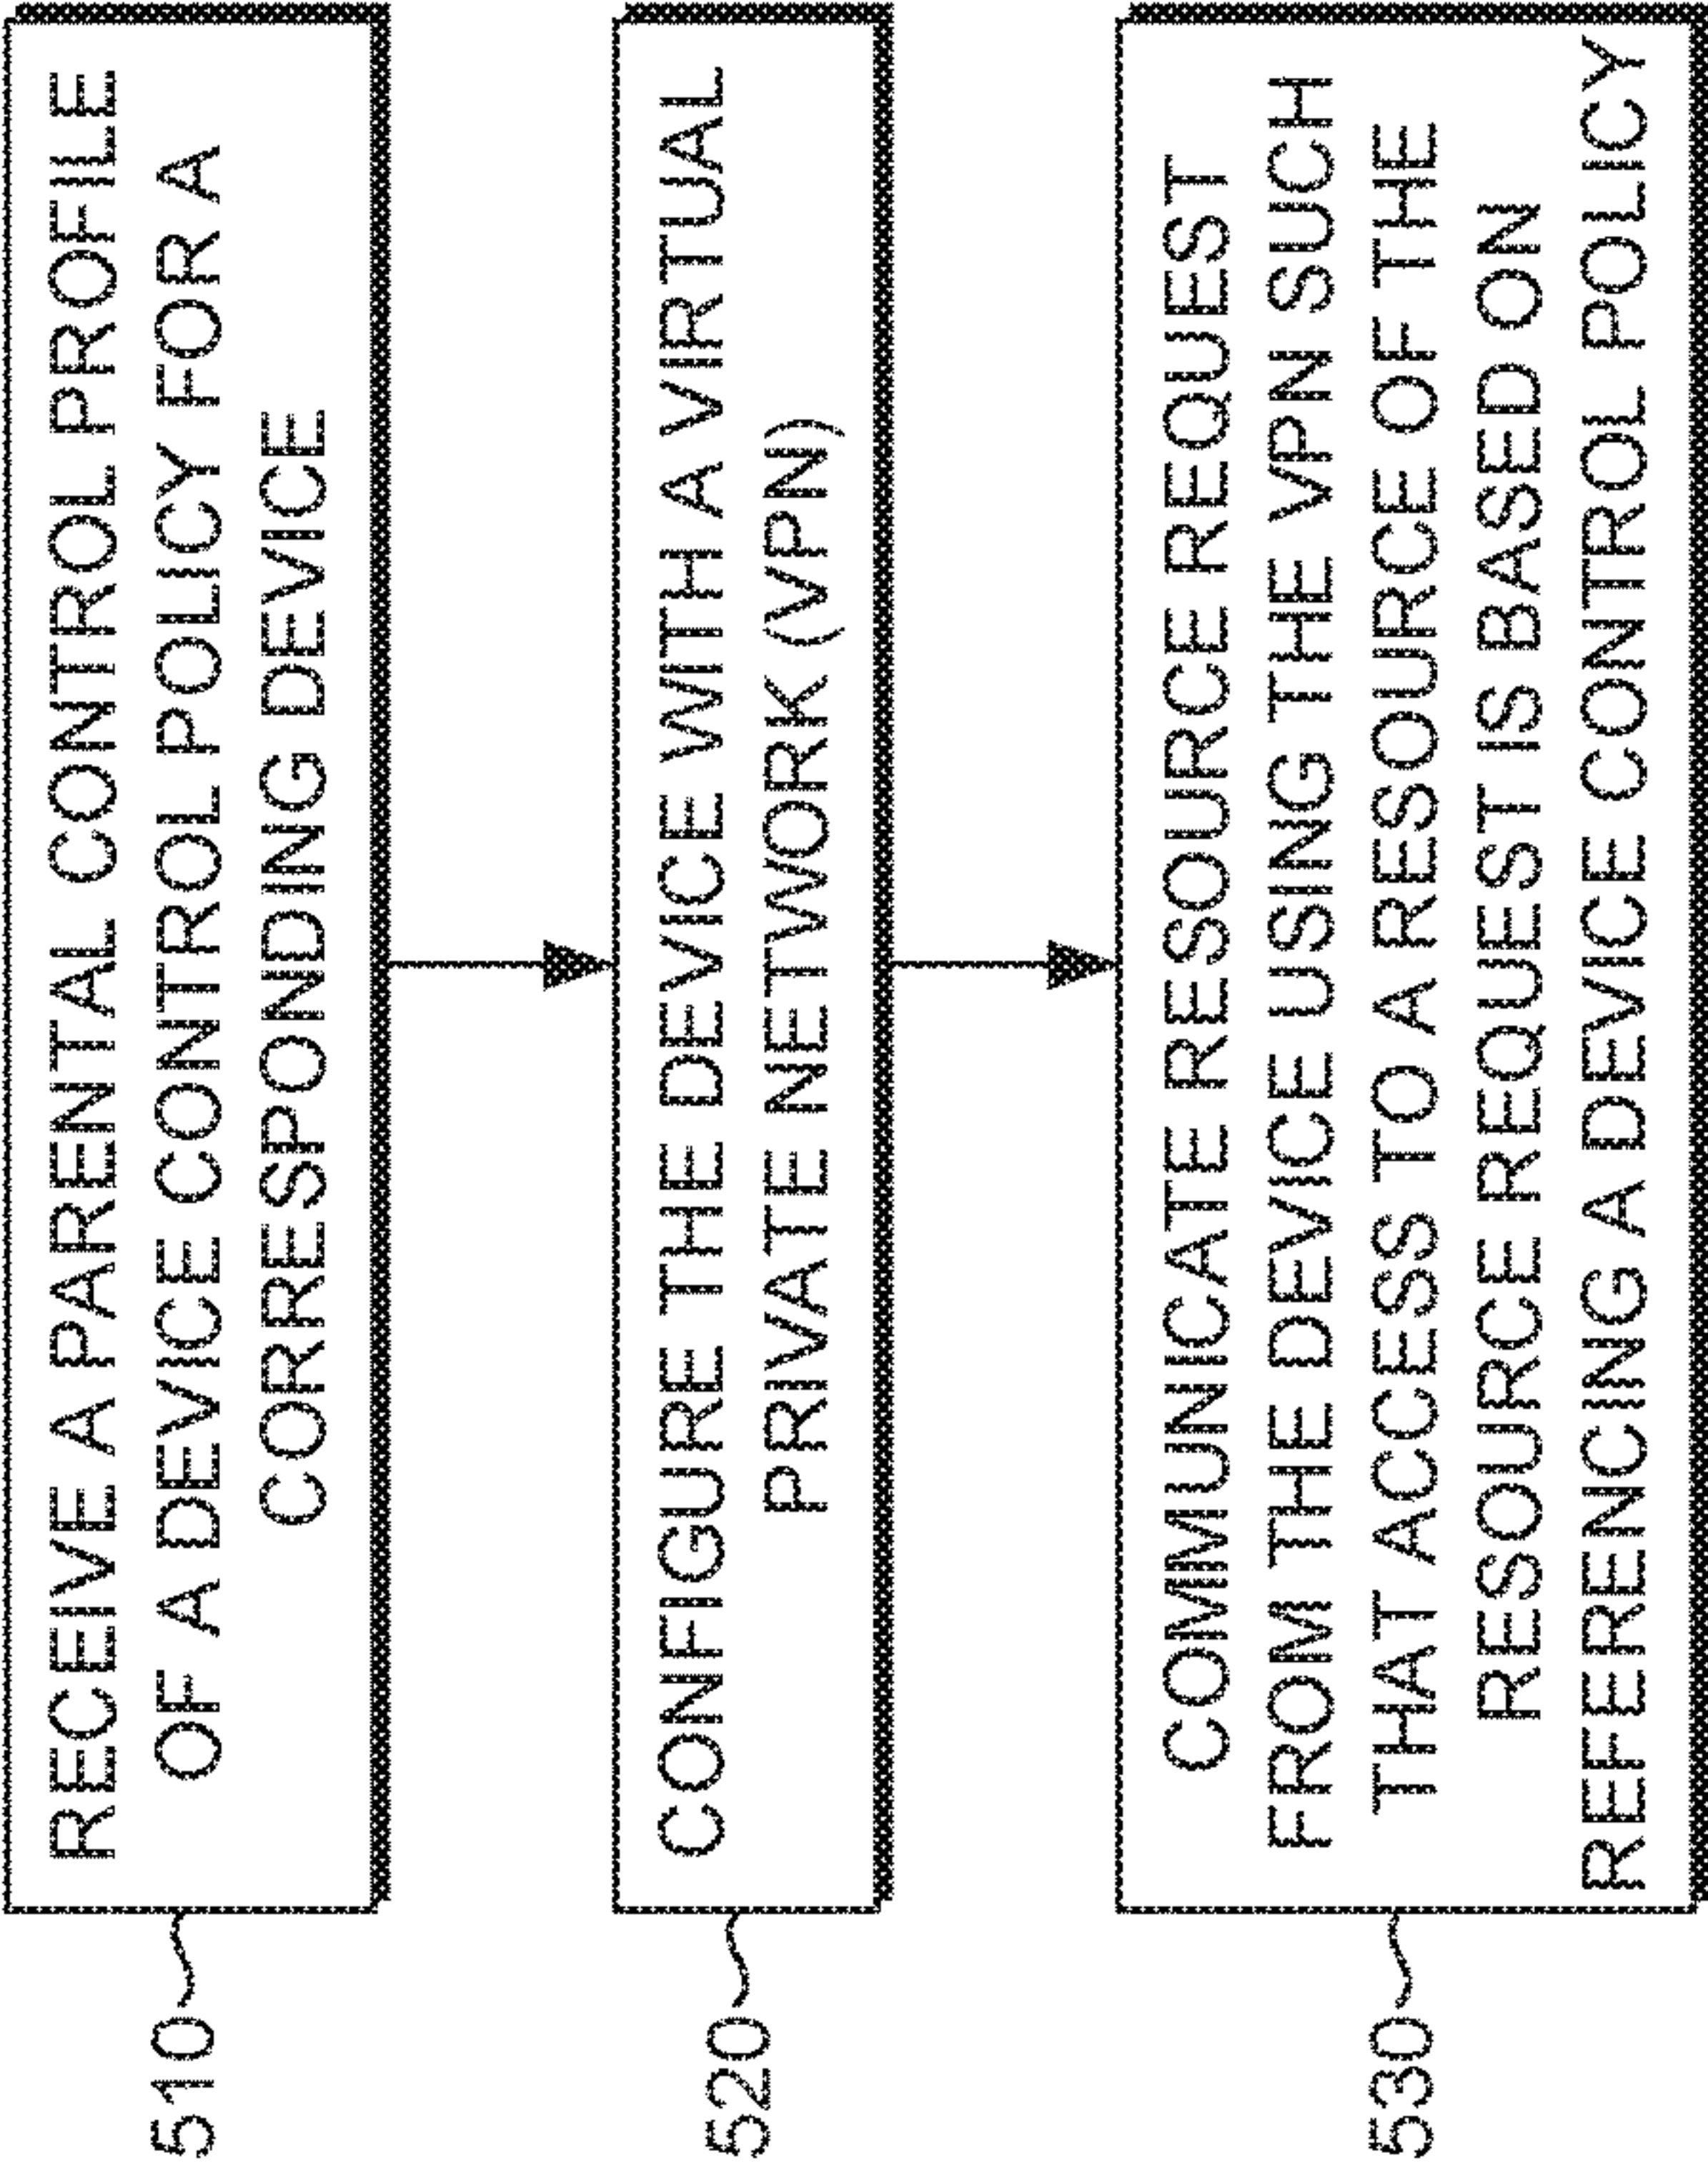 510
RECEIVE A PARENTAL CONTROL PROFILE
OF A DEVICE CONTROL POLICY FOR A
CORRESPONDING DEVICE
520
CONFIGURE THE DEVICE WITH A VIRTUAL
PRIVATE NETWORK (VPN)
530
COMMUNICATE RESOURCE REQUEST
FROM THE DEVICE USING THE VPN SUCH
THAT ACCESS TO A RESOURCE OF THE
RESOURCE REQUEST IS BASED ON
REFERENCING A DEVICE CONTROL POLICY